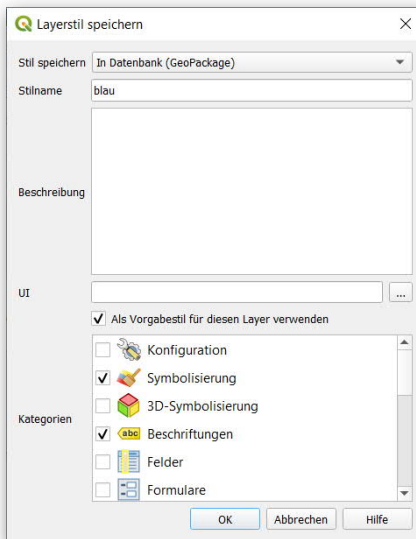 Layerstil speichern
Stil speichern In Datenbank (GeoPackage)
Stilname blau
Beschreibung
UI ...
Als Vorgabestil für diesen Layer verwenden
Kategorien
Konfiguration
Symbolisierung
3D-Symbolisierung
abc Beschriftungen
Felder
Formulare
OK Abbrechen Hilfe